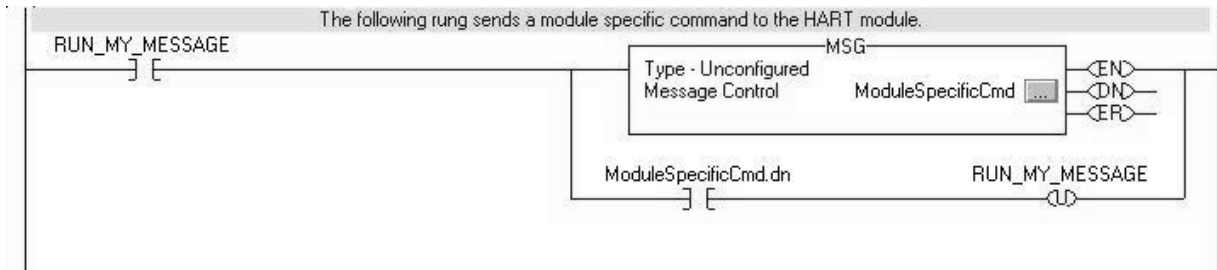 The following rung sends a module specific command to the HART module.
RUN_MY_MESSAGE
MSG
Type - Unconfigured
Message Control ModuleSpecificCmd ...
EN
DN
ER
ModuleSpecificCmd.dn
RUN_MY_MESSAGE
U